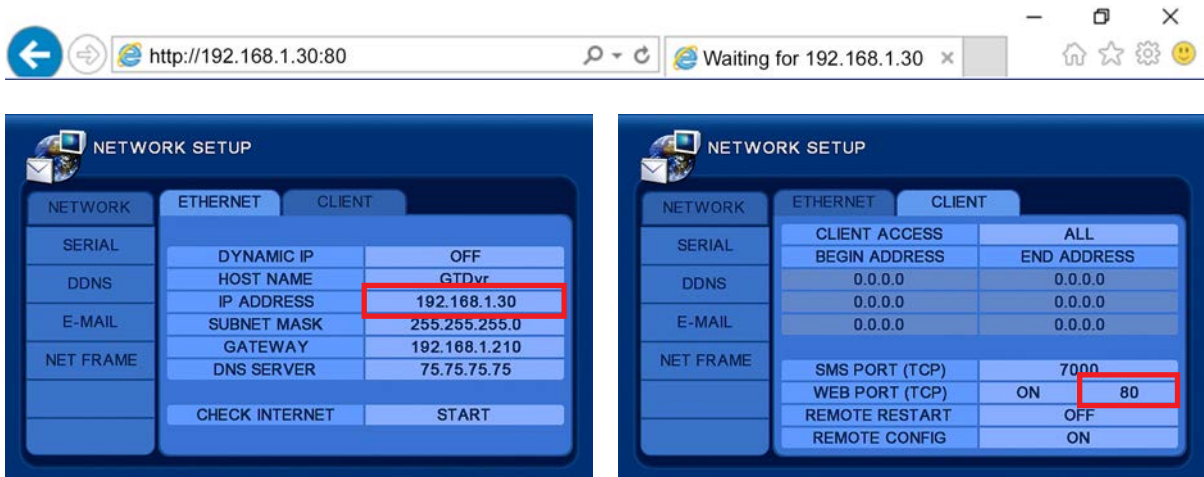 http://192.168.1.30:80
Waiting for 192.168.1.30
NETWORK SETUP
ETHERNET CLIENT
NETWORK
SERIAL
DDNS
E-MAIL
NET FRAME
DYNAMIC IP OFF
HOST NAME GTDvr
IP ADDRESS 192.168.1.30
SUBNET MASK 255.255.255.0
GATEWAY 192.168.1.210
DNS SERVER 75.75.75.75
CHECK INTERNET START
NETWORK SETUP
ETHERNET CLIENT
NETWORK
SERIAL
DDNS
E-MAIL
NET FRAME
CLIENT ACCESS ALL
BEGIN ADDRESS END ADDRESS
0.0.0.0 0.0.0.0
0.0.0.0 0.0.0.0
0.0.0.0 0.0.0.0
SMS PORT (TCP) 7000
WEB PORT (TCP) ON 80
REMOTE RESTART OFF
REMOTE CONFIG ON